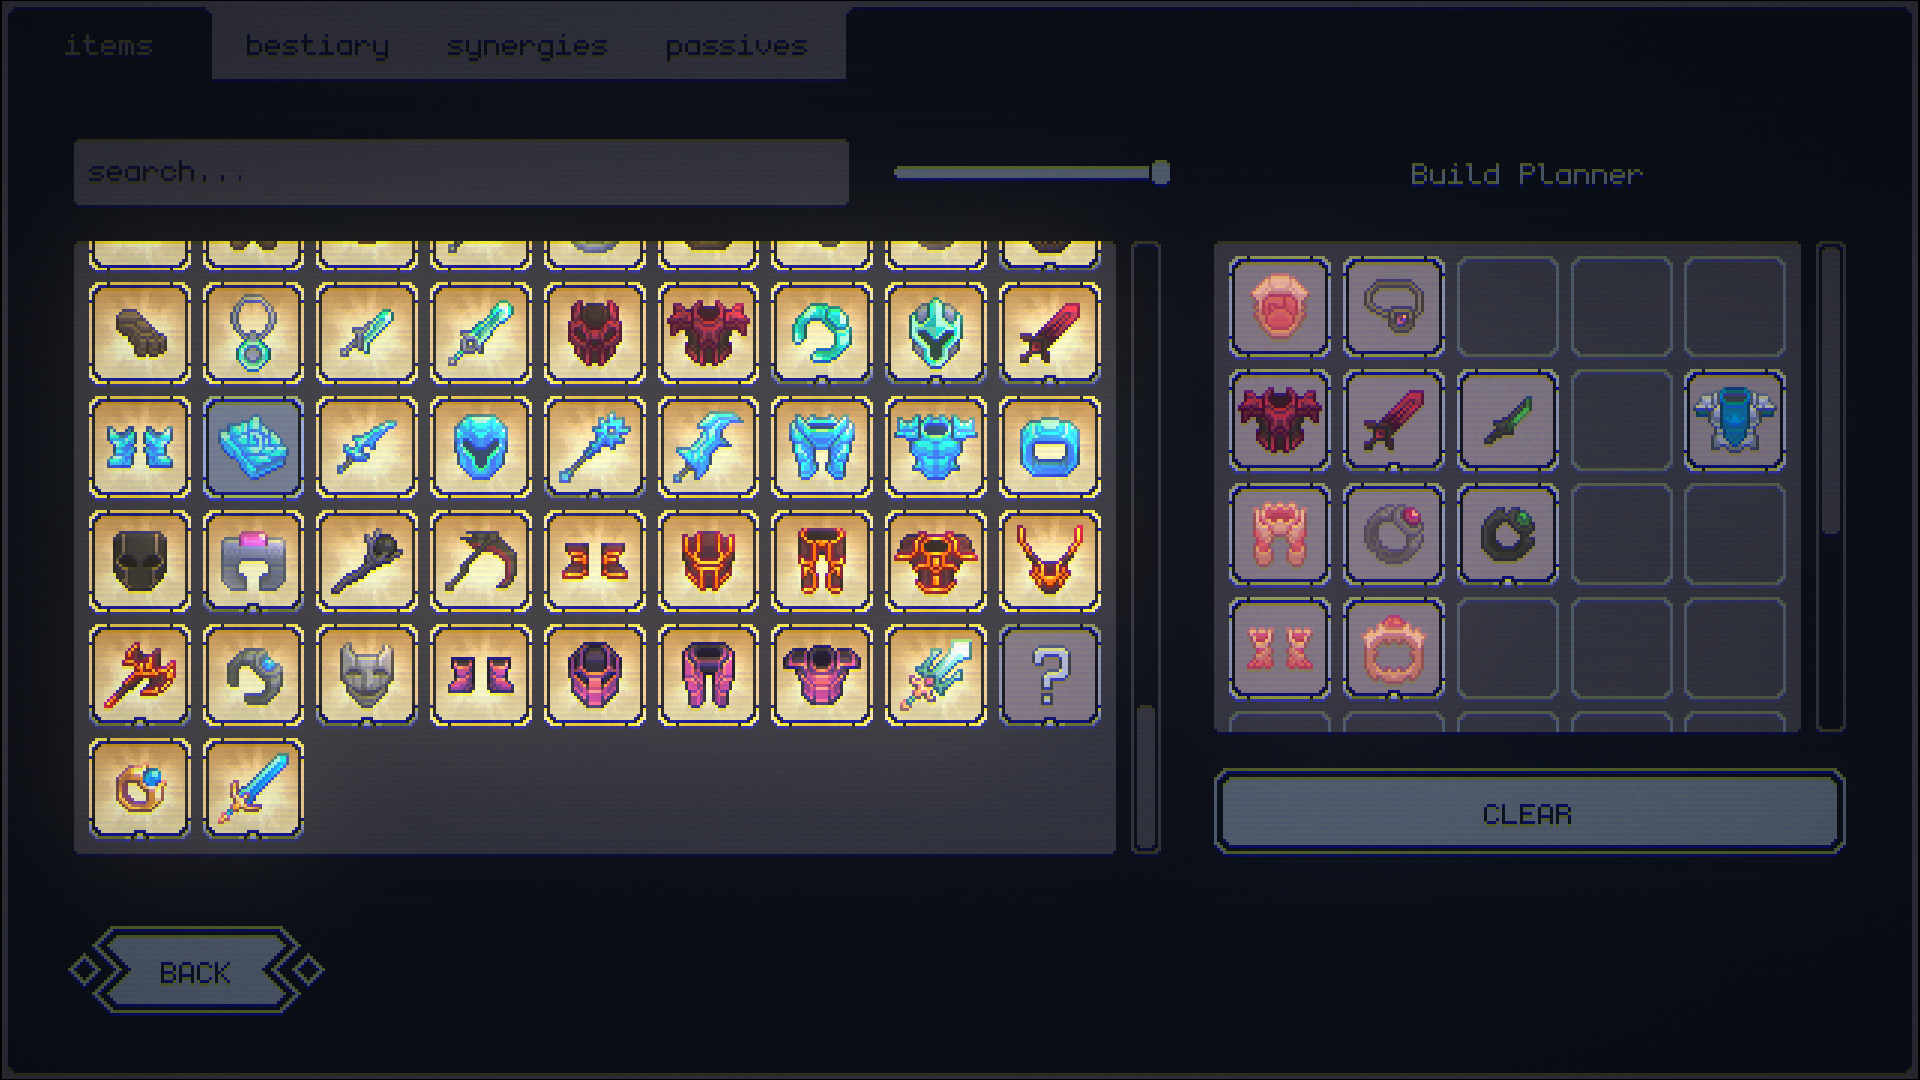 items
bestiary
synergies
passives
search...
Build Planner
?
CLEAR
BACK